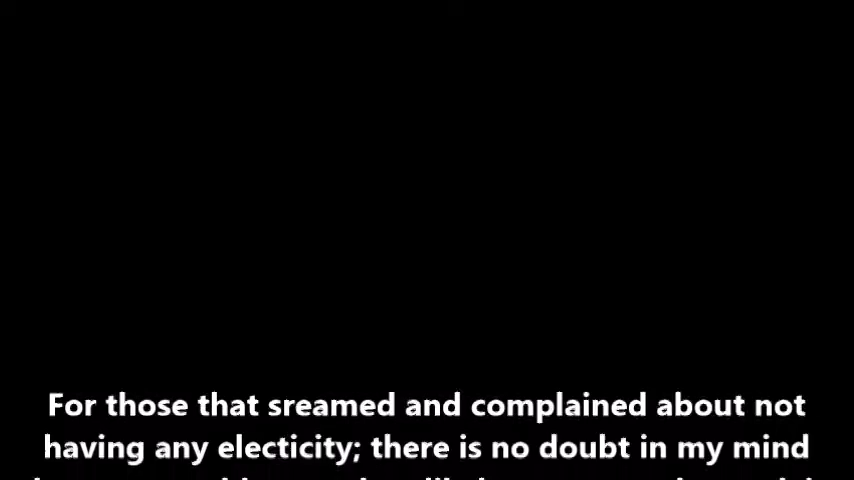 For those that sreamed and complained about not
having any electicity; there is no doubt in my mind